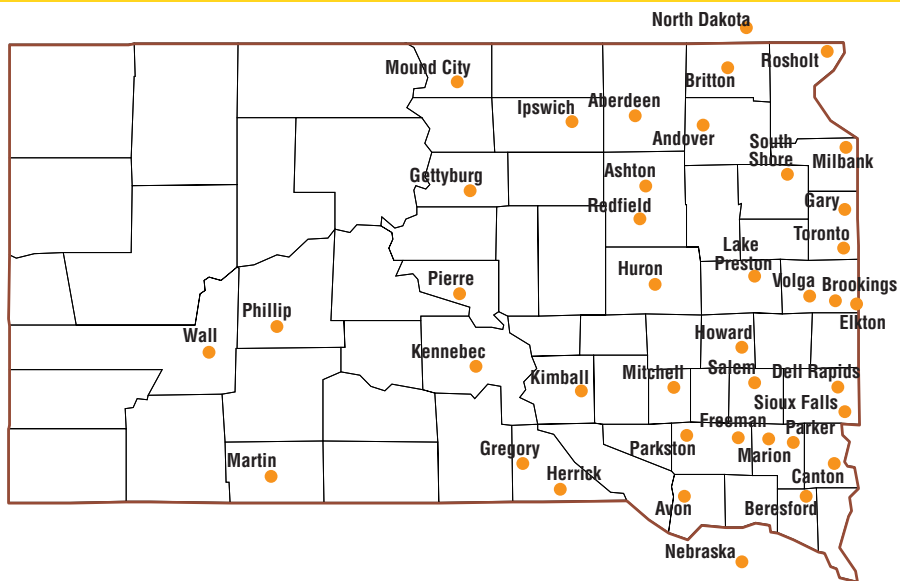 North Dakota
Mound City
Rosholt
Britton
Ipswich
Aberdeen
Andover
South
Shore
Milbank
Gettyburg
Ashton
Redfield
Gary
Toronto
Lake
Preston
Huron
Pierre
Volga
Brookings
Elkton
Phillip
Wall
Howard
Kennebec
Kimball
Mitchell
Salem
Dell Rapids
Sioux Falls
Freeman
Parker
Parkston
Marion
Gregory
Martin
Herrick
Canton
Avon
Beresford
Nebraska